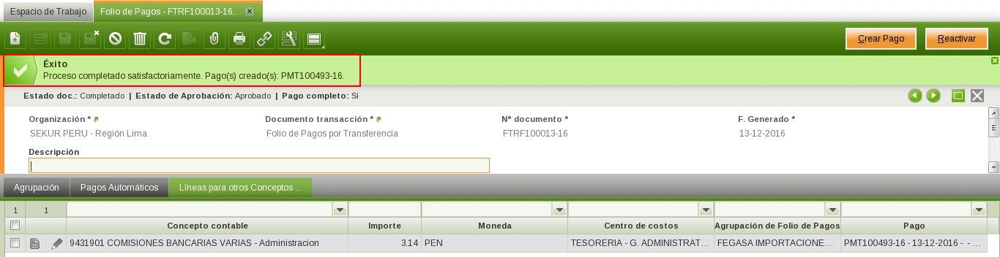 Espacio de Trabajo Folio de Pagos - FTRF100013-16...
Crear Pago Reactivar
Éxito
Proceso completado satisfactoriamente. Pago(s) creado(s): PMT100493-16.
Estado doc.: Completado | Estado de Aprobación: Aprobado | Pago completo: Sí
Organización * Documento transacción * Nº documento * F. Generado *
SEKUR PERU - Región Lima Folio de Pagos por Transferencia FTRF100013-16 13-12-2016
Descripción
Agrupación Pagos Automáticos Líneas para otros Conceptos ...
1 1
Concepto contable Importe Moneda Centro de costos Agrupación de Folio de Pagos Pago
9431901 COMISIONES BANCARIAS VARIAS - Administracion 3.14 PEN TESORERIA - G. ADMINISTRAT... FEGASA IMPORTACIONE... PMT100493-16 - 13-12-2016 - - ...